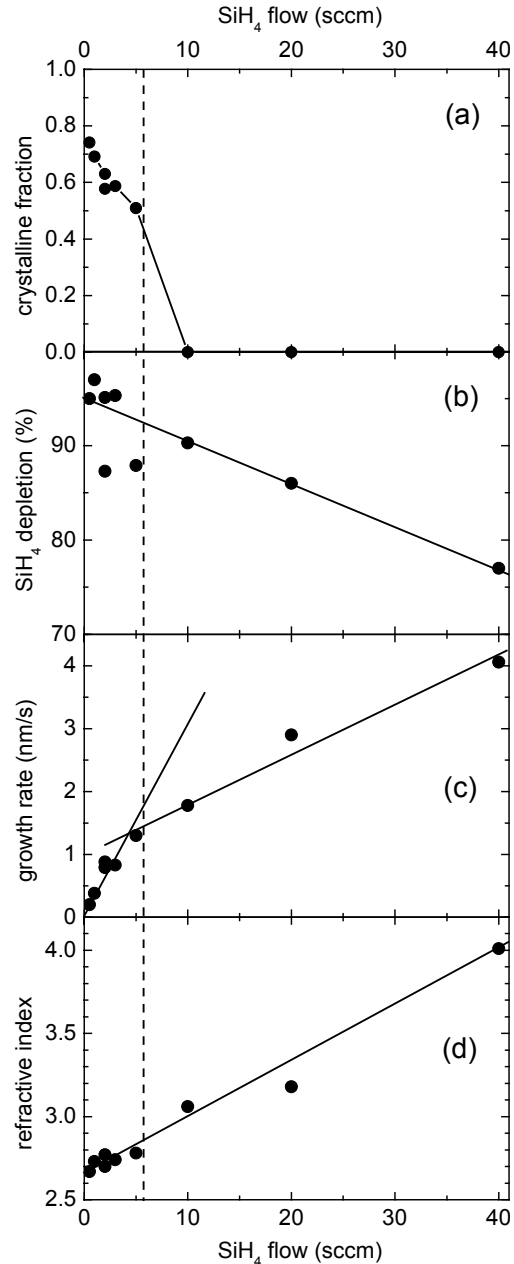 SiH4 flow (sccm)
0 10 20 30 40
1.0
(a)
0.8
0.6
crystalline fraction
0.4
0.2
0.0
(b)
90
SiH4 depletion (%)
80
70
4
3
(c)
growth rate (nm/s)
2
1
0
4.0
(d)
3.5
refractive index
3.0
2.5
0 10 20 30 40
SiH4 flow (sccm)